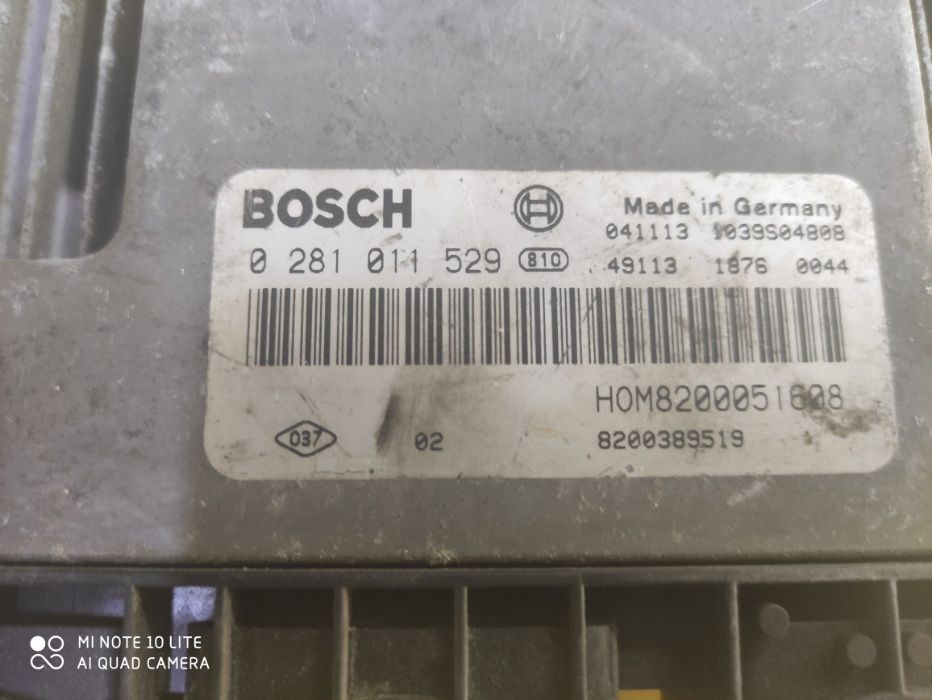 BOSCH
Made in Germany
041113 1039S04808
0 281 011 529 810 49113 1876 0044
HOM8200051608
037 02 8200389519
MI NOTE 10 LITE
AI QUAD CAMERA